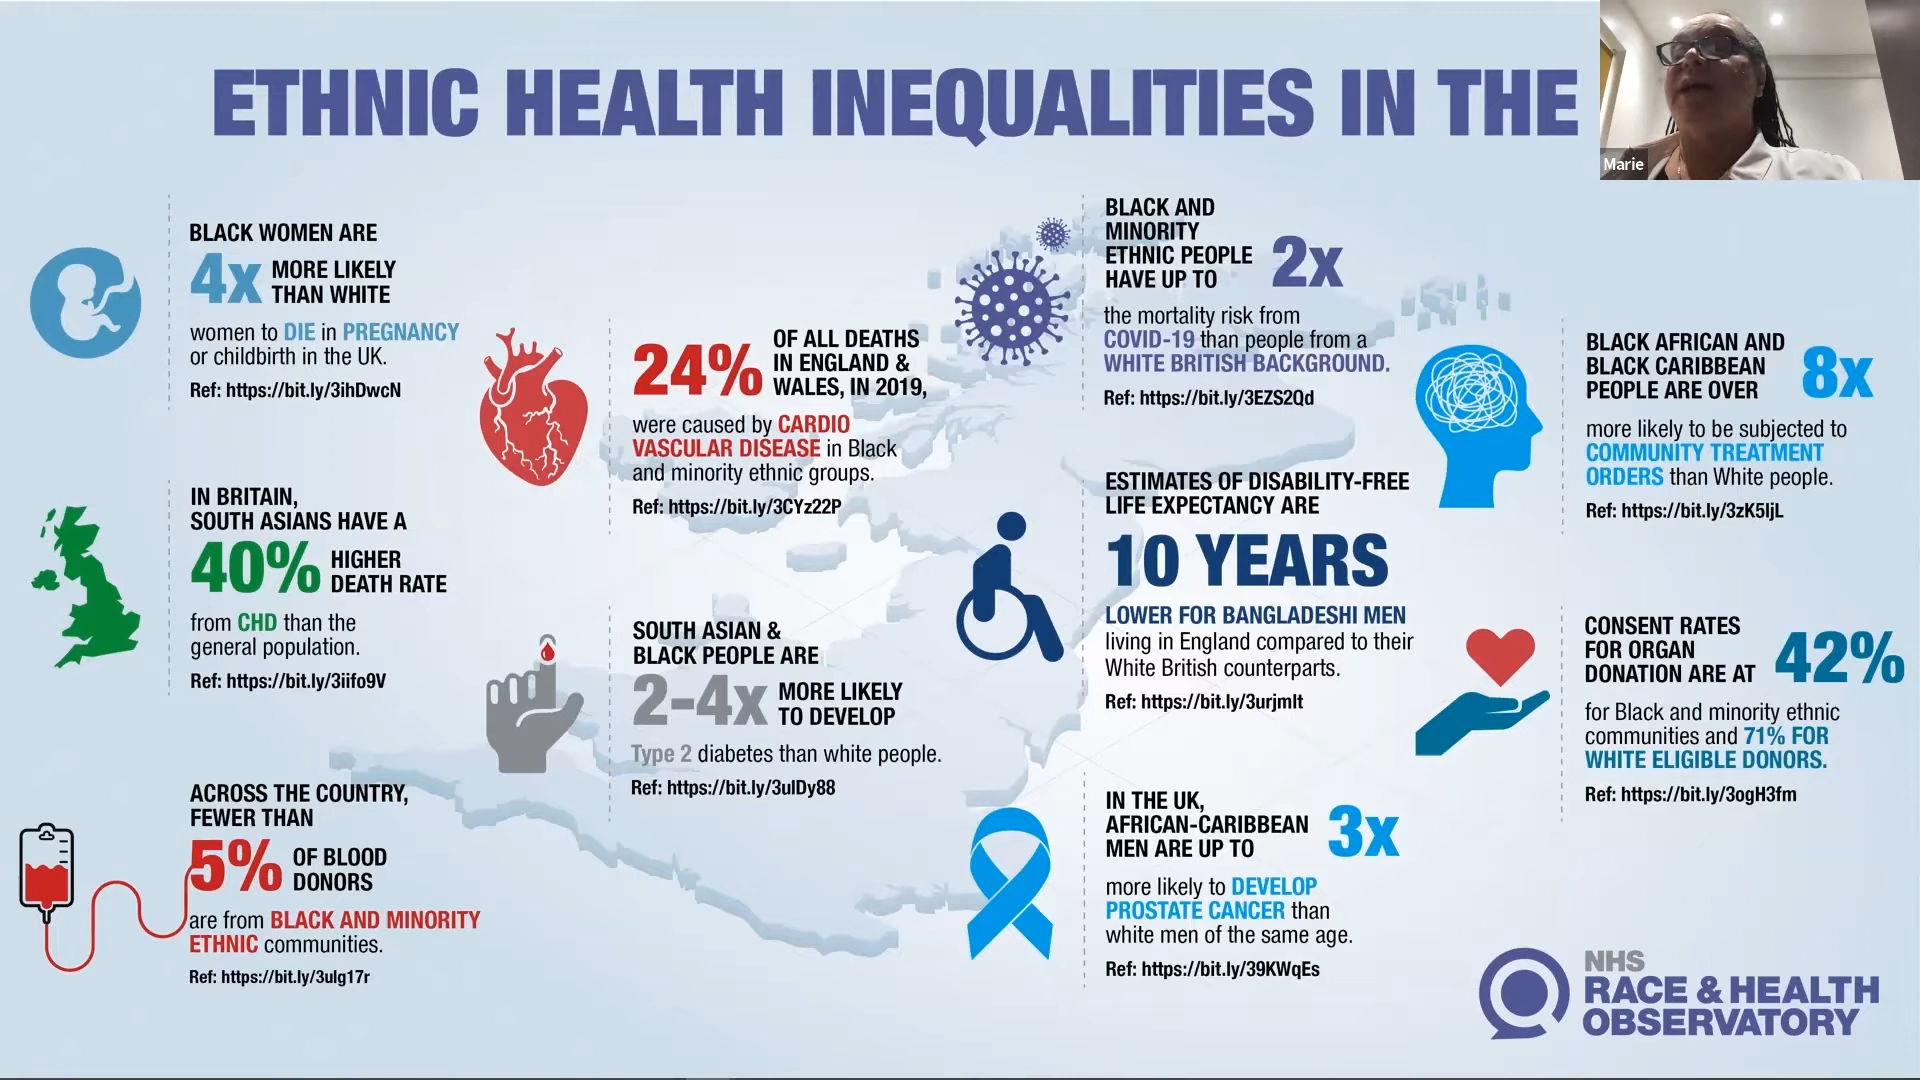 ETHNIC HEALTH INEQUALITIES IN THE
Marie
BLACK WOMEN ARE
4x MORE LIKELY
THAN WHITE
women to DIE in PREGNANCY
or childbirth in the UK.
Ref: https://bit.ly/3ihDwcN
IN BRITAIN,
SOUTH ASIANS HAVE A
40% HIGHER
DEATH RATE
from CHD than the
general population.
Ref: https://bit.ly/3iifo9V
ACROSS THE COUNTRY,
FEWER THAN
5% OF BLOOD
DONORS
are from BLACK AND MINORITY
ETHNIC communities.
Ref: https://bit.ly/3ulg17r
24% OF ALL DEATHS
IN ENGLAND &
WALES, IN 2019,
were caused by CARDIO
VASCULAR DISEASE in Black
and minority ethnic groups.
Ref: https://bit.ly/3CYz22P
SOUTH ASIAN &
BLACK PEOPLE ARE
2-4x MORE LIKELY
TO DEVELOP
Type 2 diabetes than white people.
Ref: https://bit.ly/3ulDy88
BLACK AND
MINORITY
ETHNIC PEOPLE
HAVE UP TO 2x
the mortality risk from
COVID-19 than people from a
WHITE BRITISH BACKGROUND.
Ref: https://bit.ly/3EZS2Qd
ESTIMATES OF DISABILITY-FREE
LIFE EXPECTANCY ARE
10 YEARS
LOWER FOR BANGLADESHI MEN
living in England compared to their
White British counterparts.
Ref: https://bit.ly/3urjmIt
IN THE UK,
AFRICAN-CARIBBEAN
MEN ARE UP TO 3x
more likely to DEVELOP
PROSTATE CANCER than
white men of the same age.
Ref: https://bit.ly/39KWqEs
BLACK AFRICAN AND
BLACK CARIBBEAN
PEOPLE ARE OVER 8x
more likely to be subjected to
COMMUNITY TREATMENT
ORDERS than White people.
Ref: https://bit.ly/3zK5ljL
CONSENT RATES
FOR ORGAN
DONATION ARE AT 42%
for Black and minority ethnic
communities and 71% FOR
WHITE ELIGIBLE DONORS.
Ref: https://bit.ly/3ogH3fm
NHS
RACE & HEALTH
OBSERVATORY